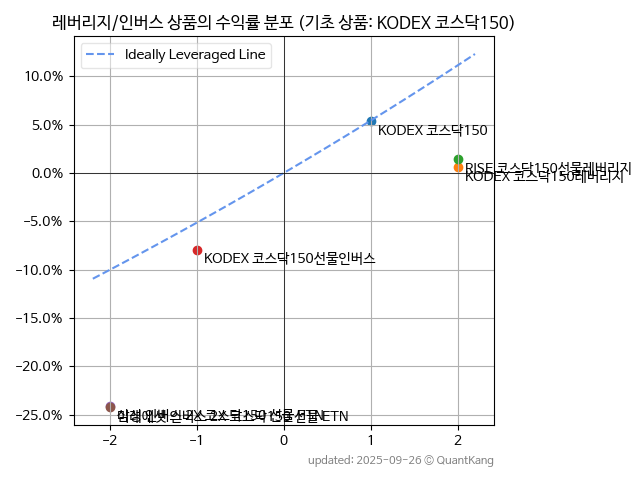 레버리지/인버스 상품의 수익률 분포 (기초 상품: KODEX 코스닥150)
Ideally Leveraged Line
10.0%
5.0%
0.0%
−5.0%
−10.0%
−15.0%
−20.0%
−25.0%
KODEX 코스닥150
RISE 코스닥150선물레버리지
KODEX 코스닥150레버리지
KODEX 코스닥150선물인버스
ETN
−2
−1
0
1
2
updated: 2025-09-26 © QuantKang